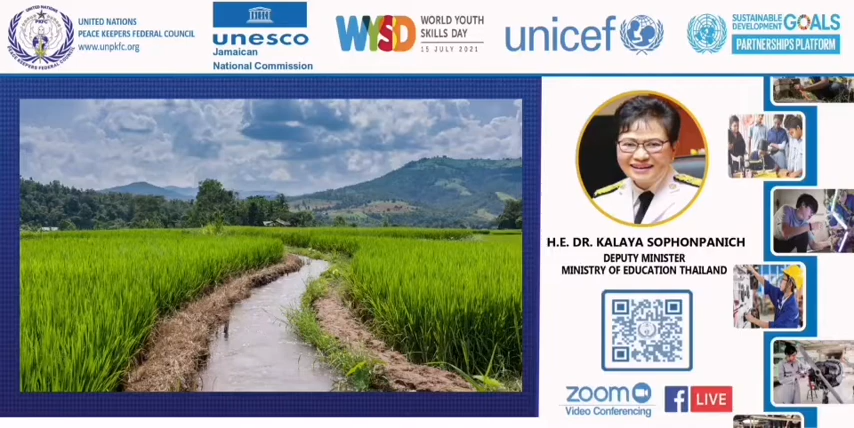 UNITED NATIONS
PEACE KEEPERS FEDERAL COUNCIL
www.unpkfc.org
unesco
Jamaican
National Commission
WYSD
WORLD YOUTH
SKILLS DAY
15 JULY 2021
unicef
SUSTAINABLE
DEVELOPMENT GOALS
PARTNERSHIPS PLATFORM
H.E. DR. KALAYA SOPHONPANICH
DEPUTY MINISTER
MINISTRY OF EDUCATION THAILAND
zoom
Video Conferencing
f LIVE